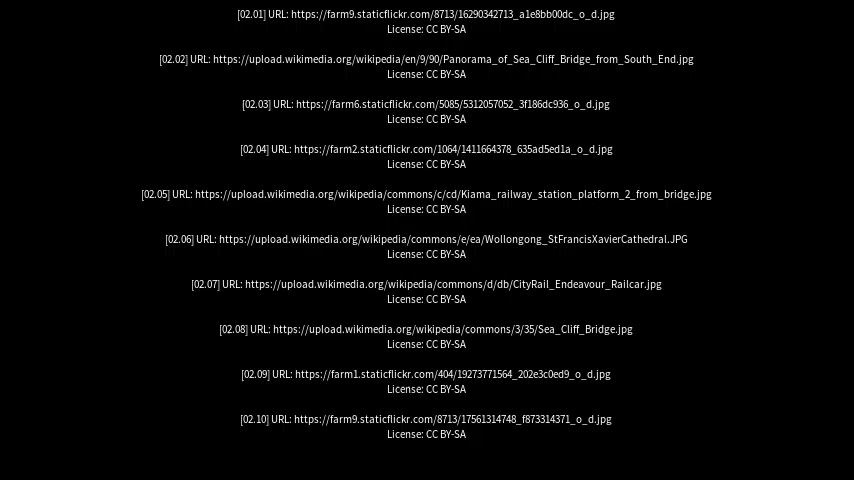 [02.01] URL: https://farm9.staticflickr.com/8713/16290342713_a1e8bb00dc_o_d.jpg
License: CC BY-SA
[02.02] URL: https://upload.wikimedia.org/wikipedia/en/9/90/Panorama_of_Sea_Cliff_Bridge_from_South_End.jpg
License: CC BY-SA
[02.03] URL: https://farm6.staticflickr.com/5085/5312057052_3f186dc936_o_d.jpg
License: CC BY-SA
[02.04] URL: https://farm2.staticflickr.com/1064/1411664378_635ad5ed1a_o_d.jpg
License: CC BY-SA
[02.05] URL: https://upload.wikimedia.org/wikipedia/commons/c/cd/Kiama_railway_station_platform_2_from_bridge.jpg
License: CC BY-SA
[02.06] URL: https://upload.wikimedia.org/wikipedia/commons/e/ea/Wollongong_StFrancisXavierCathedral.JPG
License: CC BY-SA
[02.07] URL: https://upload.wikimedia.org/wikipedia/commons/d/db/CityRail_Endeavour_Railcar.jpg
License: CC BY-SA
[02.08] URL: https://upload.wikimedia.org/wikipedia/commons/3/35/Sea_Cliff_Bridge.jpg
License: CC BY-SA
[02.09] URL: https://farm1.staticflickr.com/404/19273771564_202e3c0ed9_o_d.jpg
License: CC BY-SA
[02.10] URL: https://farm9.staticflickr.com/8713/17561314748_f873314371_o_d.jpg
License: CC BY-SA